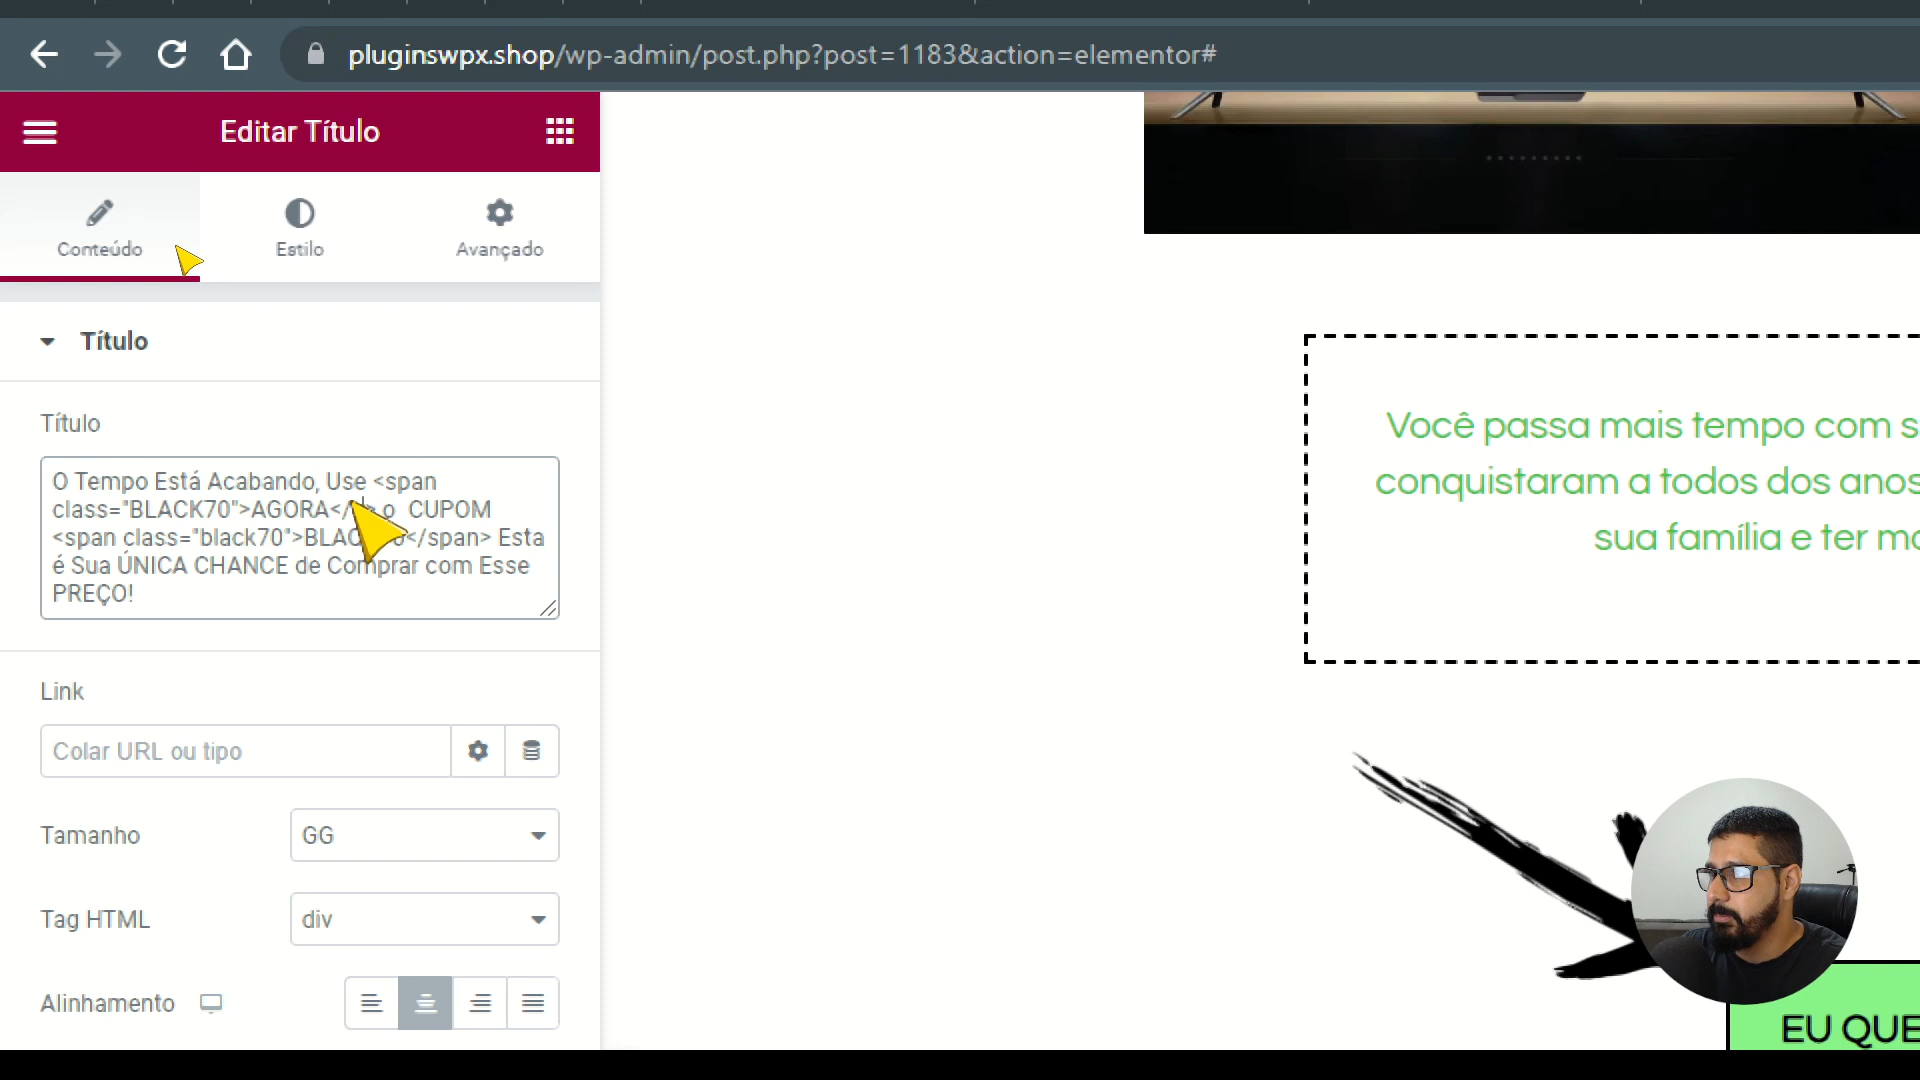 pluginswpx.shop/wp-admin/post.php?post=1183&action=elementor#
Editar Título
Conteúdo
Estilo
Avançado
Título
Título
O Tempo Está Acabando, Use <span
class="BLACK70">AGORA</ o CUPOM
<span class="black70"> </span> Esta
é Sua ÚNICA CHANCE de Comprar com Esse
PREÇO!
Link
Colar URL ou tipo
Tamanho
GG
Tag HTML
div
Alinhamento
Você passa mais tempo com s
conquistaram a todos dos anos
sua família e ter
EU QUE